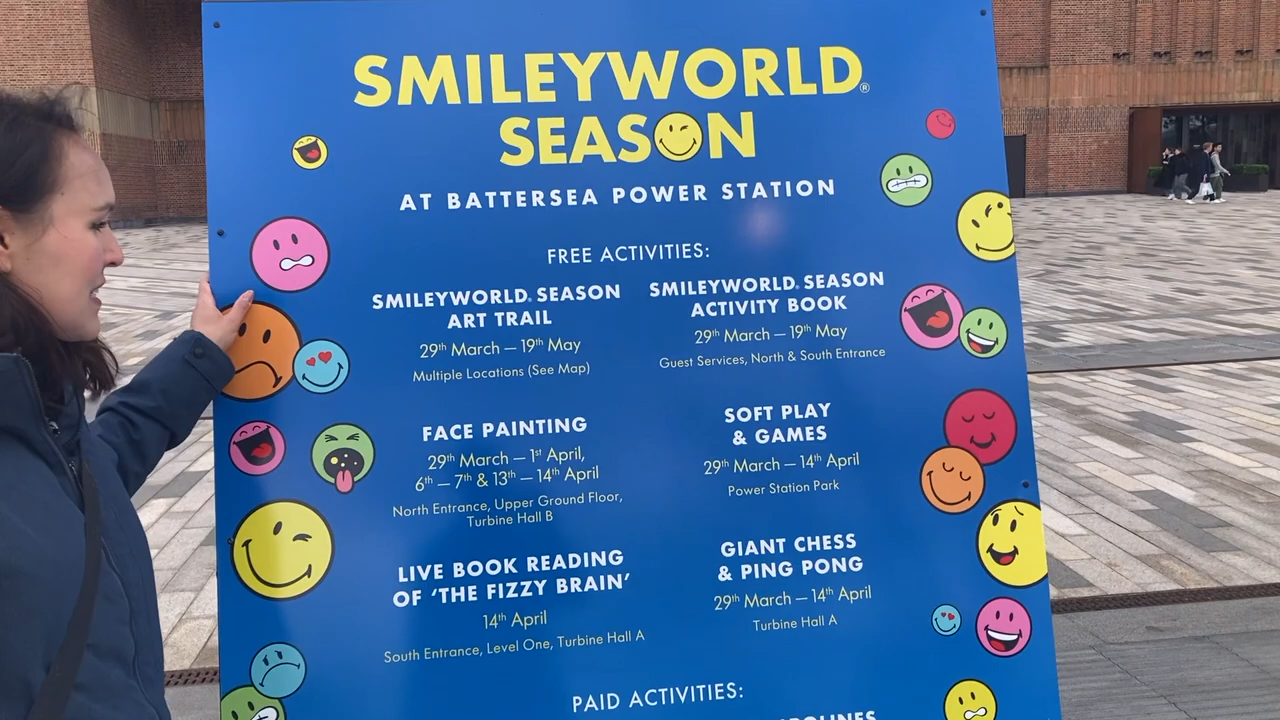 SMILEYWORLD®
SEASON
AT BATTERSEA POWER STATION
FREE ACTIVITIES:
SMILEYWORLD® SEASON
ART TRAIL
29th March — 19th May
Multiple Locations (See Map)
SMILEYWORLD® SEASON
ACTIVITY BOOK
29th March — 19th May
Guest Services, North & South Entrance
FACE PAINTING
29th March — 1st April,
6th — 7th & 13th — 14th April
North Entrance, Upper Ground Floor,
Turbine Hall B
SOFT PLAY
& GAMES
29th March — 14th April
Power Station Park
LIVE BOOK READING
OF ‘THE FIZZY BRAIN’
14th April
South Entrance, Level One, Turbine Hall A
GIANT CHESS
& PING PONG
29th March — 14th April
Turbine Hall A
PAID ACTIVITIES: